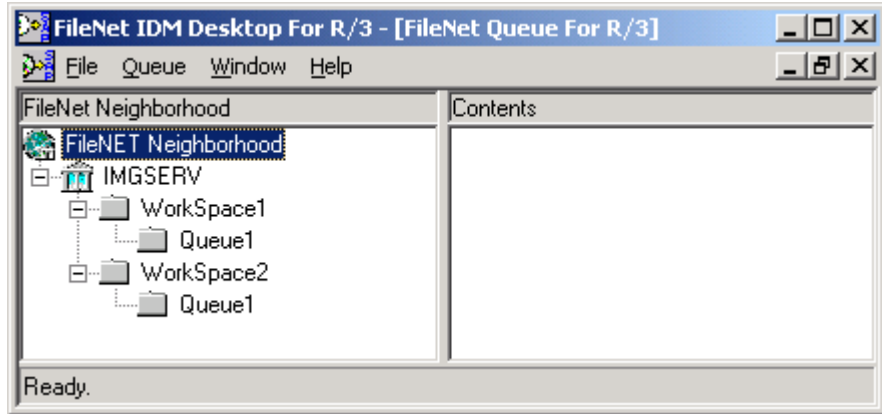 FileNet IDM Desktop For R/3 - [FileNet Queue For R/3]
File Queue Window Help
FileNet Neighborhood
Contents
FileNET Neighborhood
IMGSERV
WorkSpace1
Queue1
WorkSpace2
Queue1
Ready.